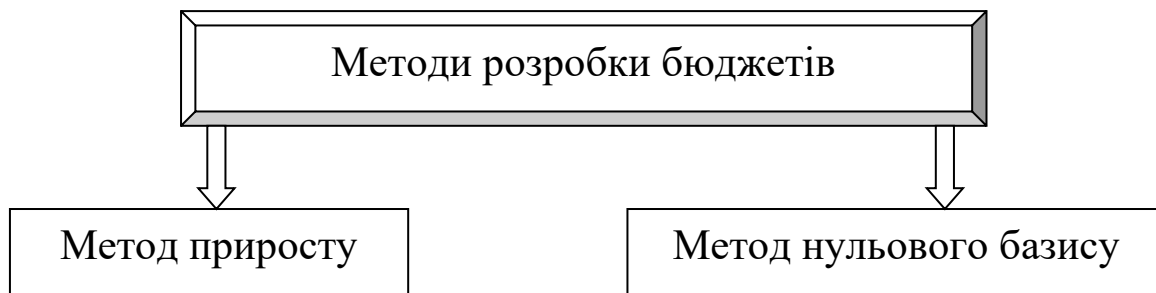 Методи розробки бюджетів
Метод приросту
Метод нульового базису